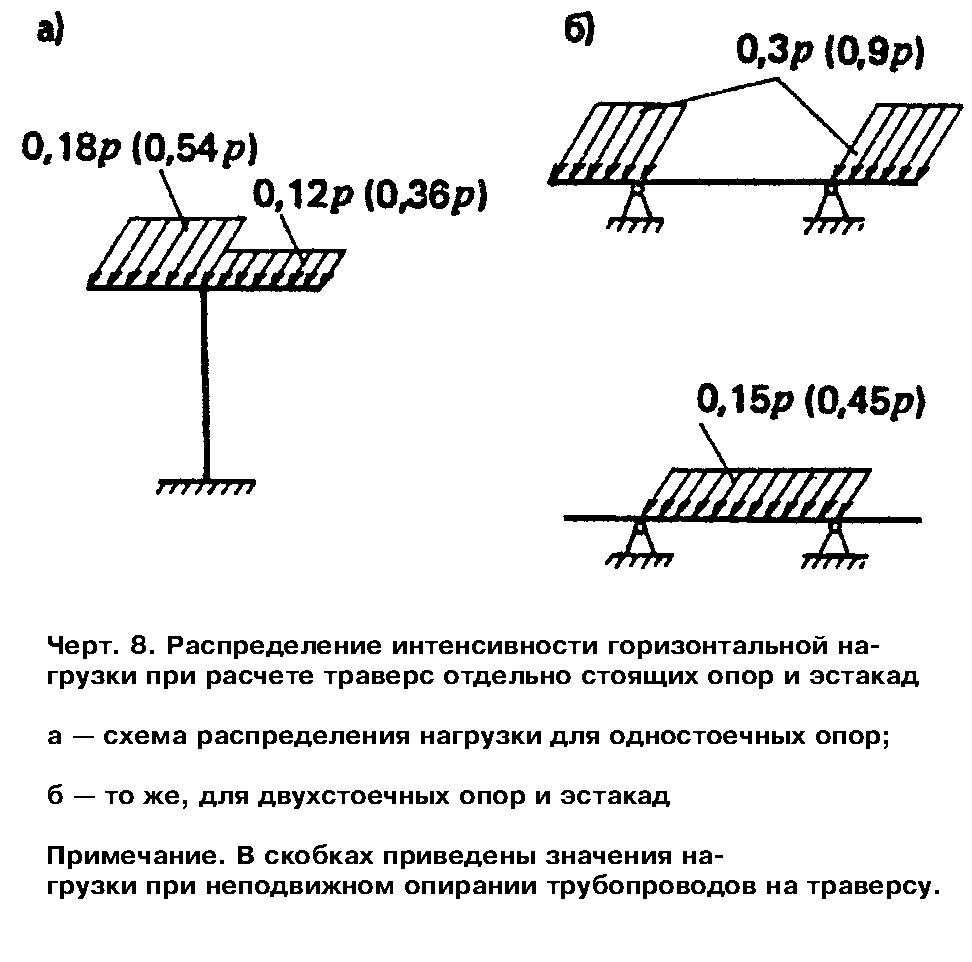 а)
0,18p (0,54p)
0,12p (0,36p)
б)
0,3p (0,9p)
0,15p (0,45p)
Черт. 8. Распределение интенсивности горизонтальной на-
грузки при расчете траверс отдельно стоящих опор и эстакад
а — схема распределения нагрузки для одностоечных опор;
б — то же, для двухстоечных опор и эстакад
Примечание. В скобках приведены значения на-
грузки при неподвижном опирании трубопроводов на траверсу.